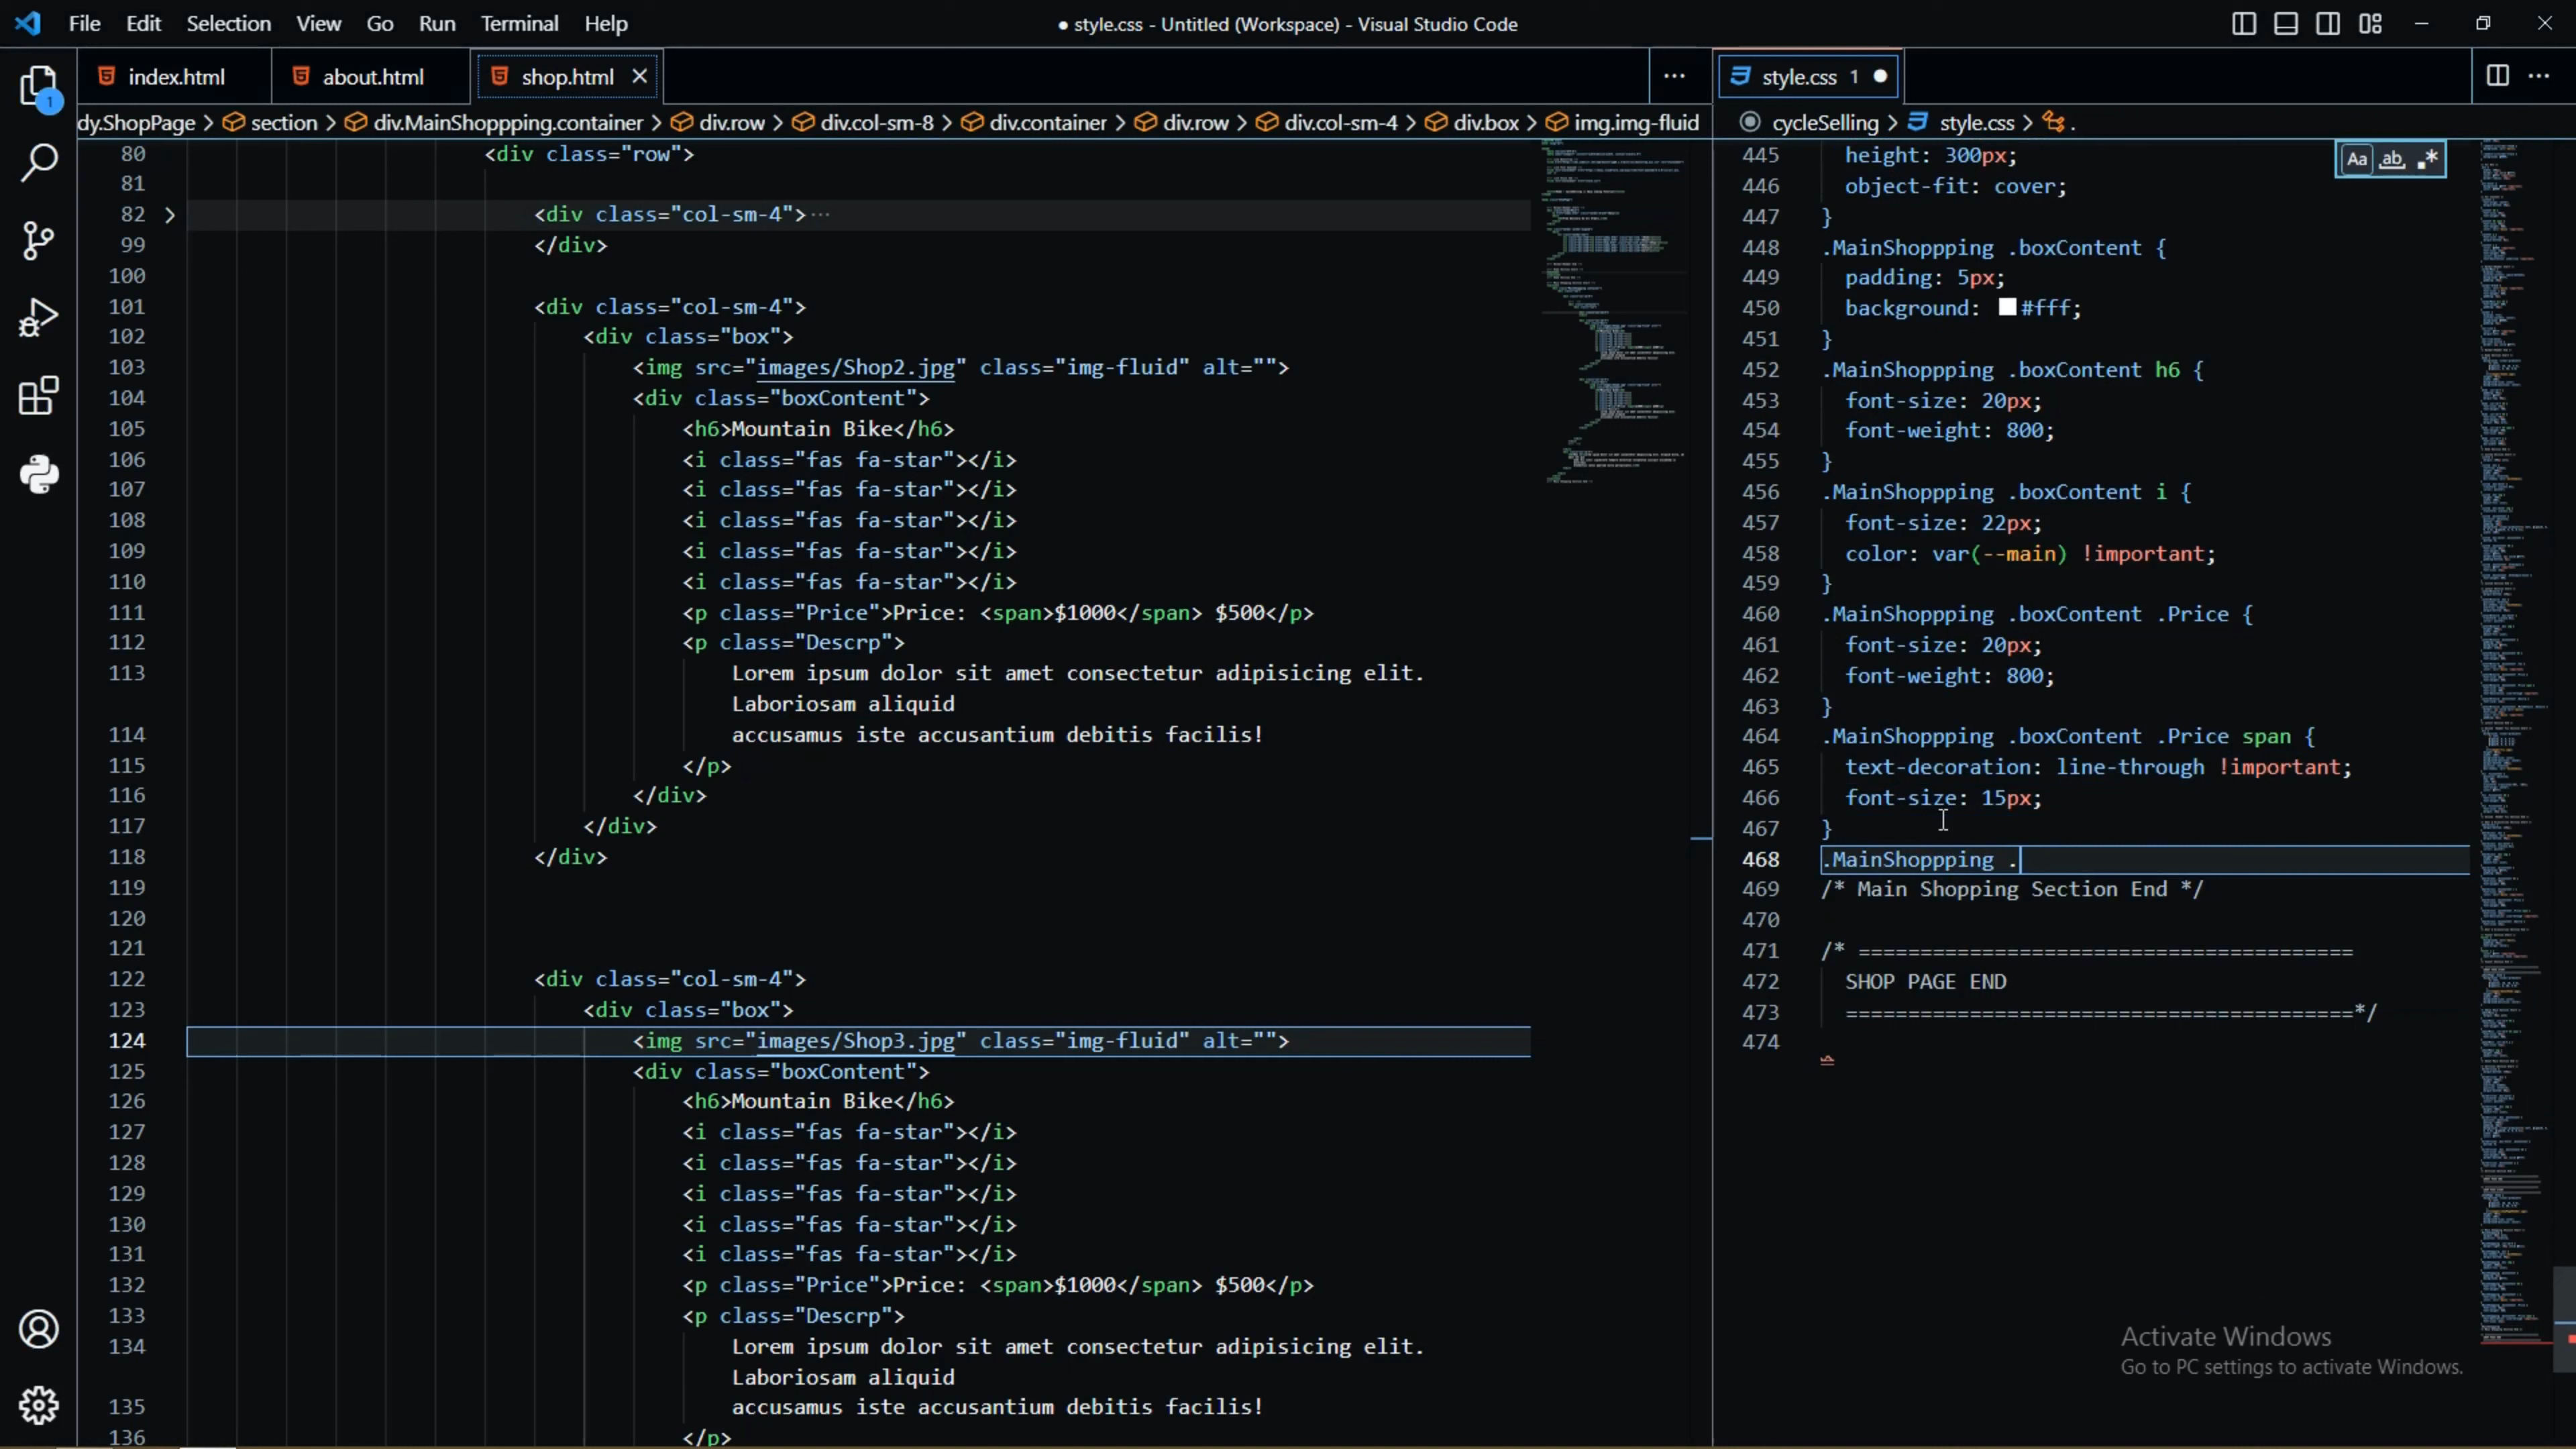 File Edit Selection View Go Run Terminal Help
● style.css - Untitled (Workspace) - Visual Studio Code
index.html about.html shop.html
style.css 1
dy.ShopPage > section > div.MainShoppping.container > div.row > div.col-sm-8 > div.container > div.row > div.col-sm-4 > div.box > img.img-fluid
80 <div class="row">
81
82 <div class="col-sm-4"> ...
99 </div>
100
101 <div class="col-sm-4">
102 <div class="box">
103 <img src="images/Shop2.jpg" class="img-fluid" alt="">
104 <div class="boxContent">
105 <h6>Mountain Bike</h6>
106 <i class="fas fa-star"></i>
107 <i class="fas fa-star"></i>
108 <i class="fas fa-star"></i>
109 <i class="fas fa-star"></i>
110 <i class="fas fa-star"></i>
111 <p class="Price">Price: <span>$1000</span> $500</p>
112 <p class="Descrp">
113 Lorem ipsum dolor sit amet consectetur adipisicing elit.
Laboriosam aliquid
114 accusamus iste accusantium debitis facilis!
115 </p>
116 </div>
117 </div>
118 </div>
119
120
121
122 <div class="col-sm-4">
123 <div class="box">
124 <img src="images/Shop3.jpg" class="img-fluid" alt="">
125 <div class="boxContent">
126 <h6>Mountain Bike</h6>
127 <i class="fas fa-star"></i>
128 <i class="fas fa-star"></i>
129 <i class="fas fa-star"></i>
130 <i class="fas fa-star"></i>
131 <i class="fas fa-star"></i>
132 <p class="Price">Price: <span>$1000</span> $500</p>
133 <p class="Descrp">
134 Lorem ipsum dolor sit amet consectetur adipisicing elit.
Laboriosam aliquid
135 accusamus iste accusantium debitis facilis!
136 </p>
cycleSelling > style.css > .
Aa ab .*
445 height: 300px;
446 object-fit: cover;
447 }
448 .MainShoppping .boxContent {
449 padding: 5px;
450 background: #fff;
451 }
452 .MainShoppping .boxContent h6 {
453 font-size: 20px;
454 font-weight: 800;
455 }
456 .MainShoppping .boxContent i {
457 font-size: 22px;
458 color: var(--main) !important;
459 }
460 .MainShoppping .boxContent .Price {
461 font-size: 20px;
462 font-weight: 800;
463 }
464 .MainShoppping .boxContent .Price span {
465 text-decoration: line-through !important;
466 font-size: 15px;
467 }
468 .MainShoppping .
469 /* Main Shopping Section End */
470
471 /* ========================================
472 SHOP PAGE END
473 =========================================*/
474
Activate Windows
Go to PC settings to activate Windows.
1